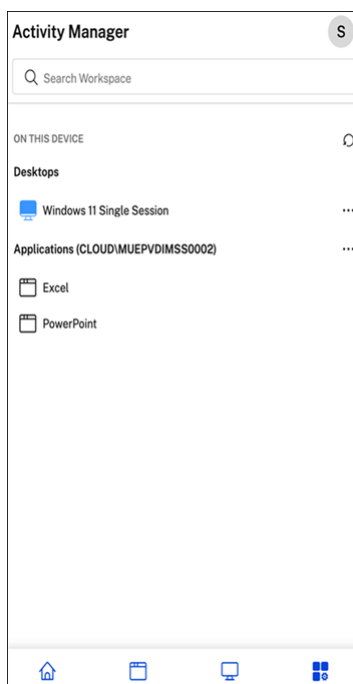 Activity Manager
S
Search Workspace
ON THIS DEVICE
Desktops
Windows 11 Single Session
Applications (CLOUD\MUEPVDIMSS0002)
Excel
PowerPoint